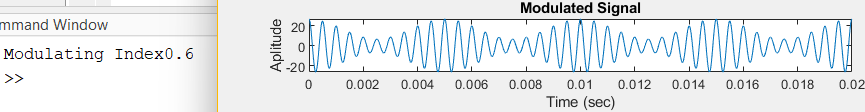 mmand Window
Modulating Index0.6
>>
Modulated Signal
Aplitude
20
0
-20
0 0.002 0.004 0.006 0.008 0.01 0.012 0.014 0.016 0.018 0.02
Time (sec)